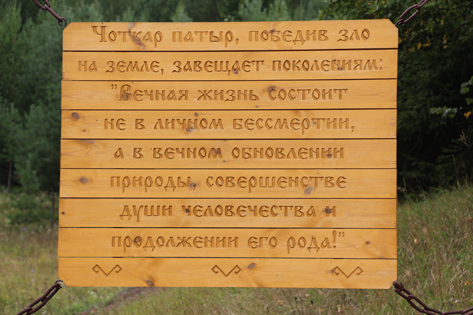 Чоткар патыр, победив зло
на земле, завещает поколениям:
"Вечная жизнь состоит
не в личном бессмертии,
а в вечном обновлении
природы, совершенстве
души человечества и
продолжении его рода!"